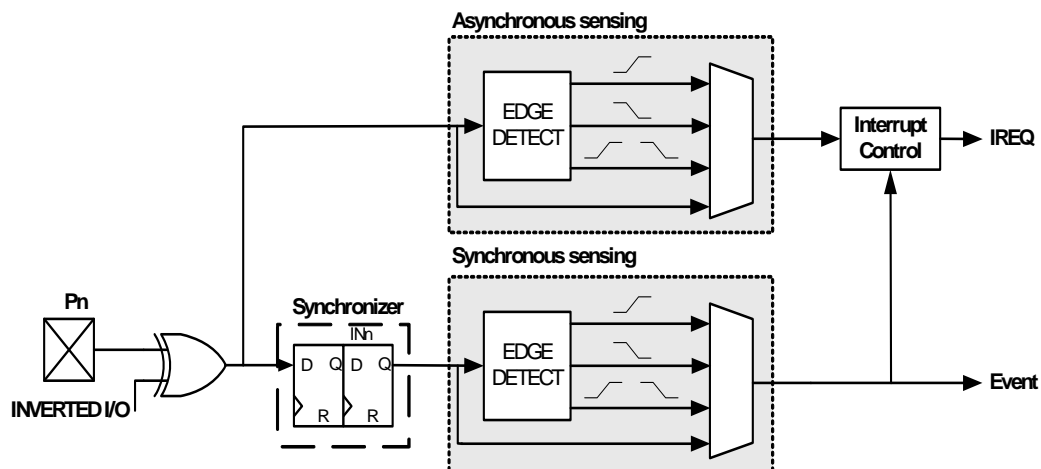 Asynchronous sensing
EDGE
DETECT
Interrupt
Control
IREQ
Synchronous sensing
Pn
Synchronizer
INn
D Q D Q
R R
EDGE
DETECT
INVERTED I/O
Event